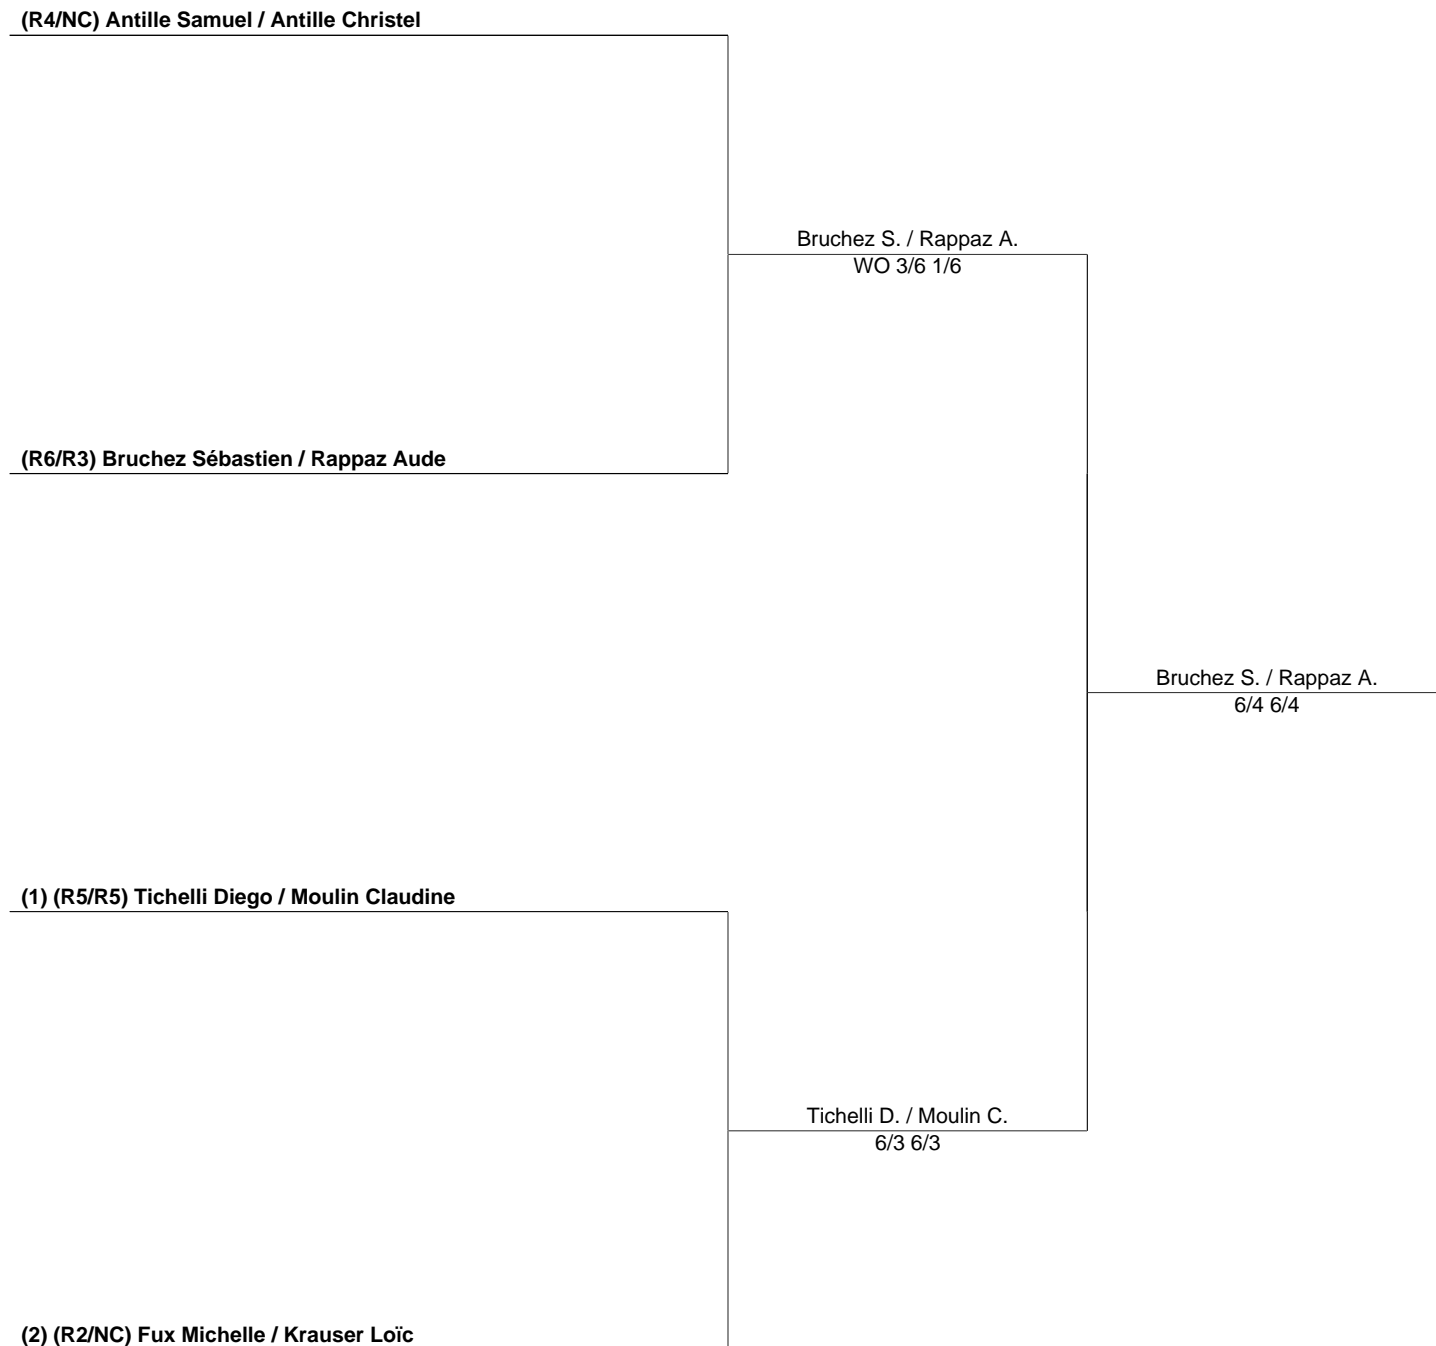 (R4/NC) Antille Samuel / Antille Christel
Bruchez S. / Rappaz A.
WO 3/6 1/6
(R6/R3) Bruchez Sébastien / Rappaz Aude
Bruchez S. / Rappaz A.
6/4 6/4
(1) (R5/R5) Tichelli Diego / Moulin Claudine
Tichelli D. / Moulin C.
6/3 6/3
(2) (R2/NC) Fux Michelle / Krauser Loïc